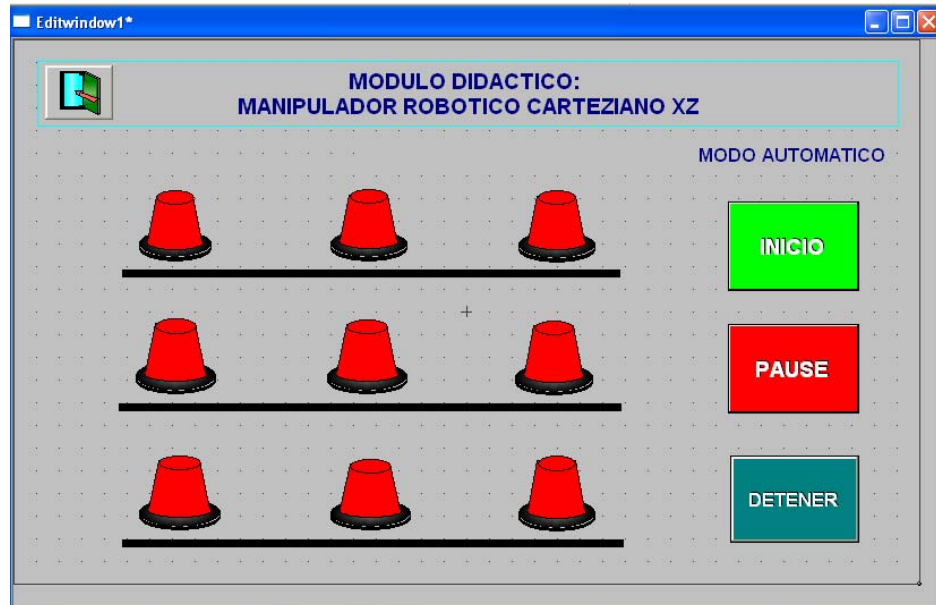 Editwindow1*
MODULO DIDACTICO:
MANIPULADOR ROBOTICO CARTEZIANO XZ
MODO AUTOMATICO
INICIO
PAUSE
DETENER